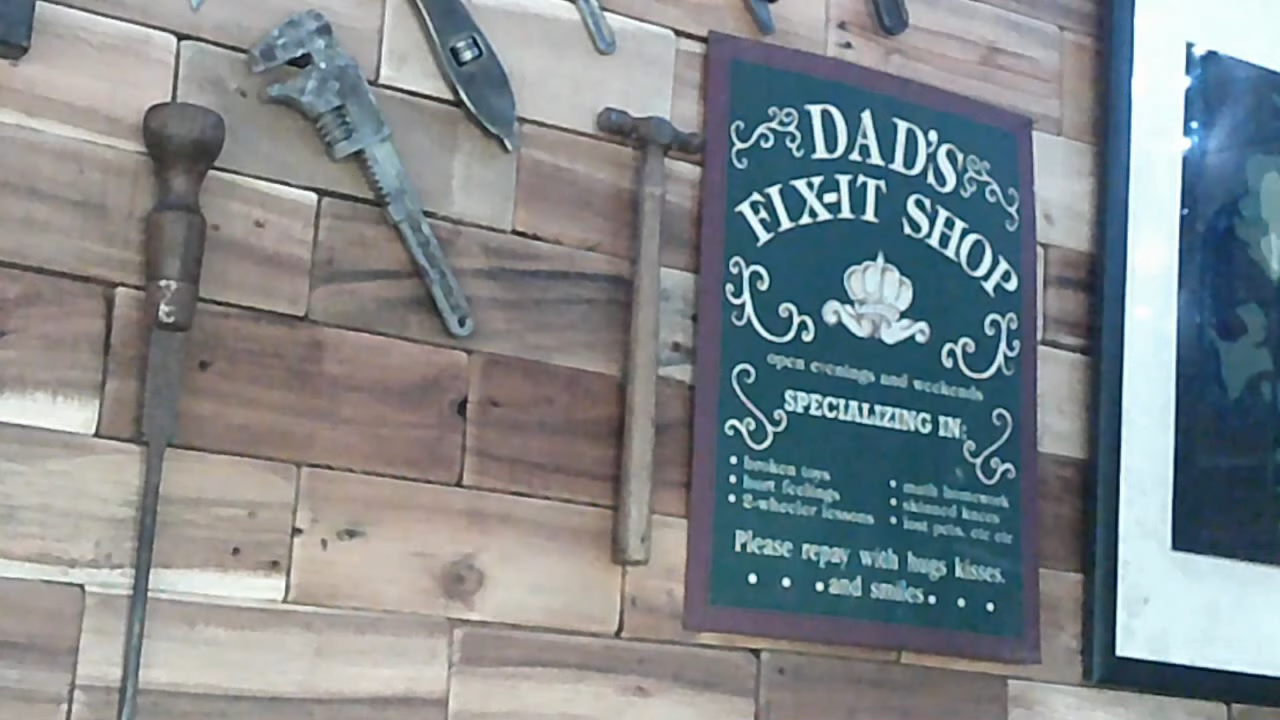 DAD'S
FIX-IT SHOP
open evenings and weekends
SPECIALIZING IN:
• broken toys
• hurt feelings
• 2-wheeler lessons
• math homework
• skinned knees
• lost pets, etc etc
Please repay with hugs kisses.
• • • and smiles • • •